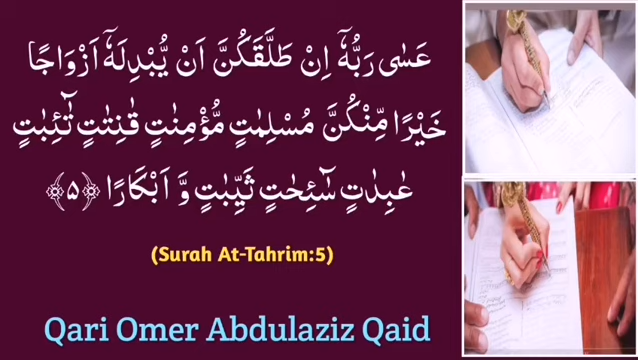 عَسٰى رَبُّهٗۤ اِنْ طَلَّقَكُنَّ اَنْ يُّبْدِلَهٗۤ اَزْوَاجًا
خَيْرًا مِّنْكُنَّ مُسْلِمٰتٍ مُّؤْمِنٰتٍ قٰنِتٰتٍ تٰٓئِبٰتٍ
عٰبِدٰتٍ سٰٓئِحٰتٍ ثَيِّبٰتٍ وَّ اَبْكَارًا ﴿۵﴾
(Surah At-Tahrim:5)
Qari Omer Abdulaziz Qaid